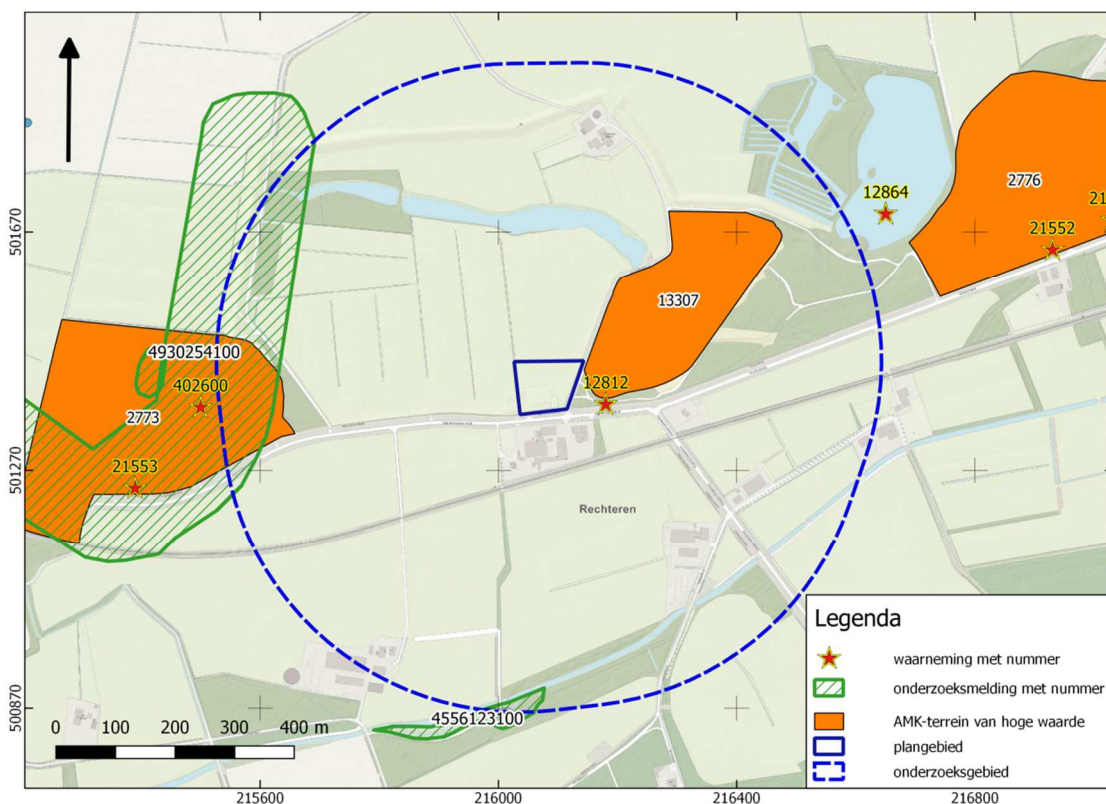 12864
2776
21552
21
501670
13307
4930254100
402600
12812
2773
21553
501270
Rechteren
Legenda
waarneming met nummer
onderzoeksmelding met nummer
AMK-terrein van hoge waarde
plangebied
onderzoeksgebied
500870
4556123100
0 100 200 300 400 m
215600 216000 216400 216800